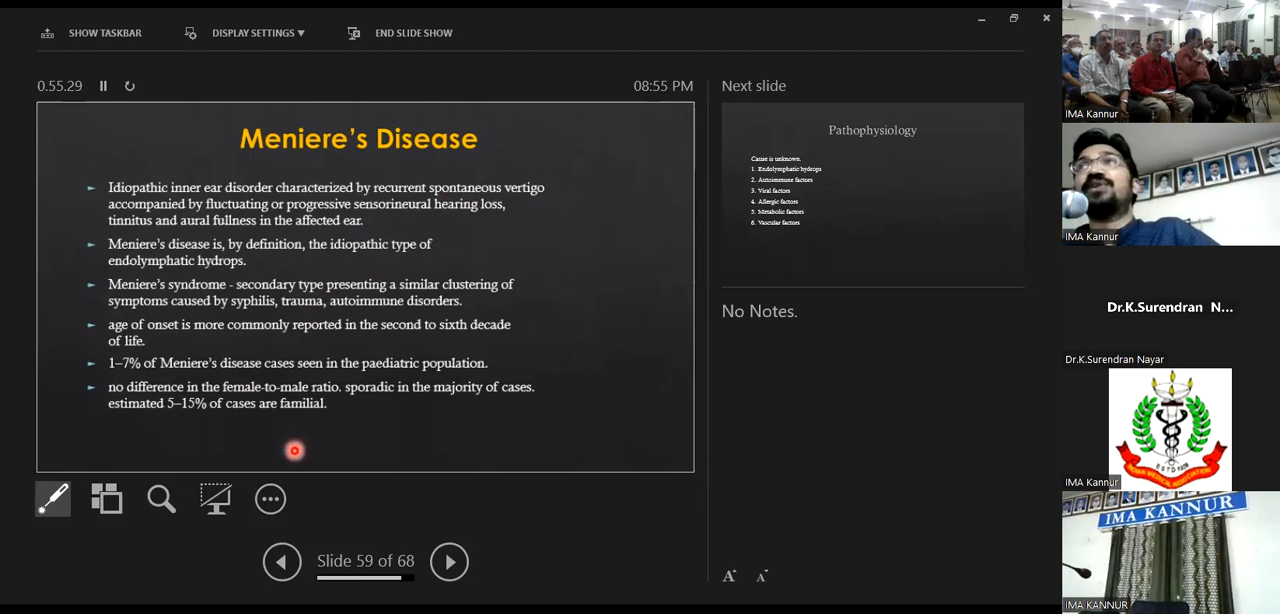 SHOW TASKBAR
DISPLAY SETTINGS ▼
END SLIDE SHOW
0.55.29
08:55 PM
Meniere's Disease
► Idiopathic inner ear disorder characterized by recurrent spontaneous vertigo
accompanied by fluctuating or progressive sensorineural hearing loss,
tinnitus and aural fullness in the affected ear.
► Meniere's disease is, by definition, the idiopathic type of
endolymphatic hydrops.
► Meniere's syndrome - secondary type presenting a similar clustering of
symptoms caused by syphilis, trauma, autoimmune disorders.
► age of onset is more commonly reported in the second to sixth decade
of life.
► 1–7% of Meniere's disease cases seen in the paediatric population.
► no difference in the female-to-male ratio. sporadic in the majority of cases.
estimated 5–15% of cases are familial.
Slide 59 of 68
Next slide
Pathophysiology
Cause is unknown.
1. Endolymphatic hydrops
2. Autoimmune factors
3. Viral factors
4. Allergic factors
5. Metabolic factors
6. Vascular factors
No Notes.
A A
IMA Kannur
IMA Kannur
Dr.K.Surendran N...
Dr.K.Surendran Nayar
INDIAN MEDICAL ASSOCIATION
IMA Kannur
IMA KANNUR
IMA KANNUR